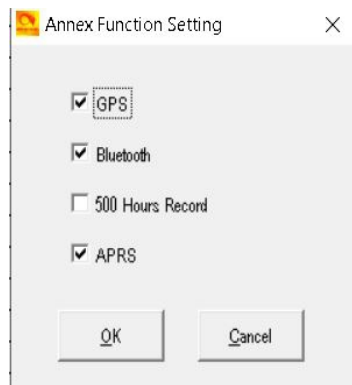 Annex Function Setting
GPS
Bluetooth
500 Hours Record
APRS
OK
Cancel